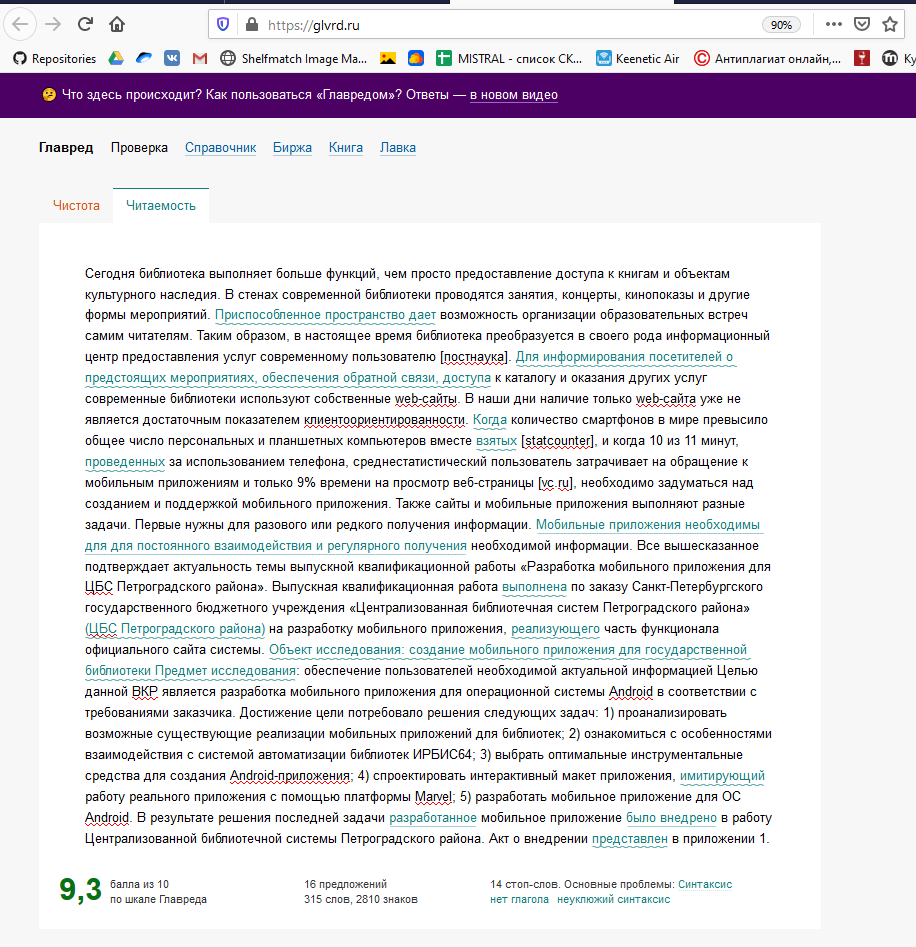 https://glvrd.ru
90%
Repositories
Shelfmatch Image Ma...
MISTRAL - список СК...
Keenetic Air
Антиплагиат онлайн,...
Ку
Что здесь происходит? Как пользоваться «Главредом»? Ответы — в новом видео
Главред Проверка Справочник Биржа Книга Лавка
Чистота Читаемость
Сегодня библиотека выполняет больше функций, чем просто предоставление доступа к книгам и объектам
культурного наследия. В стенах современной библиотеки проводятся занятия, концерты, кинопоказы и другие
формы мероприятий. Приспособленное пространство дает возможность организации образовательных встреч
самим читателям. Таким образом, в настоящее время библиотека преобразуется в своего рода информационный
центр предоставления услуг современному пользователю [постнаука]. Для информирования посетителей о
предстоящих мероприятиях, обеспечения обратной связи, доступа к каталогу и оказания других услуг
современные библиотеки используют собственные web-сайты. В наши дни наличие только web-сайта уже не
является достаточным показателем клиентоориентированности. Когда количество смартфонов в мире превысило
общее число персональных и планшетных компьютеров вместе взятых [statcounter], и когда 10 из 11 минут,
проведенных за использованием телефона, среднестатистический пользователь затрачивает на обращение к
мобильным приложениям и только 9% времени на просмотр веб-страницы [vc.ru], необходимо задуматься над
созданием и поддержкой мобильного приложения. Также сайты и мобильные приложения выполняют разные
задачи. Первые нужны для разового или редкого получения информации. Мобильные приложения необходимы
для для постоянного взаимодействия и регулярного получения необходимой информации. Все вышесказанное
подтверждает актуальность темы выпускной квалификационной работы «Разработка мобильного приложения для
ЦБС Петроградского района». Выпускная квалификационная работа выполнена по заказу Санкт-Петербургского
государственного бюджетного учреждения «Централизованная библиотечная систем Петроградского района»
(ЦБС Петроградского района) на разработку мобильного приложения, реализующего часть функционала
официального сайта системы. Объект исследования: создание мобильного приложения для государственной
библиотеки Предмет исследования: обеспечение пользователей необходимой актуальной информацией Целью
данной ВКР является разработка мобильного приложения для операционной системы Android в соответствии с
требованиями заказчика. Достижение цели потребовало решения следующих задач: 1) проанализировать
возможные существующие реализации мобильных приложений для библиотек; 2) ознакомиться с особенностями
взаимодействия с системой автоматизации библиотек ИРБИС64; 3) выбрать оптимальные инструментальные
средства для создания Android-приложения; 4) спроектировать интерактивный макет приложения, имитирующий
работу реального приложения с помощью платформы Marvel; 5) разработать мобильное приложение для ОС
Android. В результате решения последней задачи разработанное мобильное приложение было внедрено в работу
Централизованной библиотечной системы Петроградского района. Акт о внедрении представлен в приложении 1.
9,3 балла из 10
по шкале Главреда
16 предложений
315 слов, 2810 знаков
14 стоп-слов. Основные проблемы: Синтаксис
нет глагола неуклюжий синтаксис